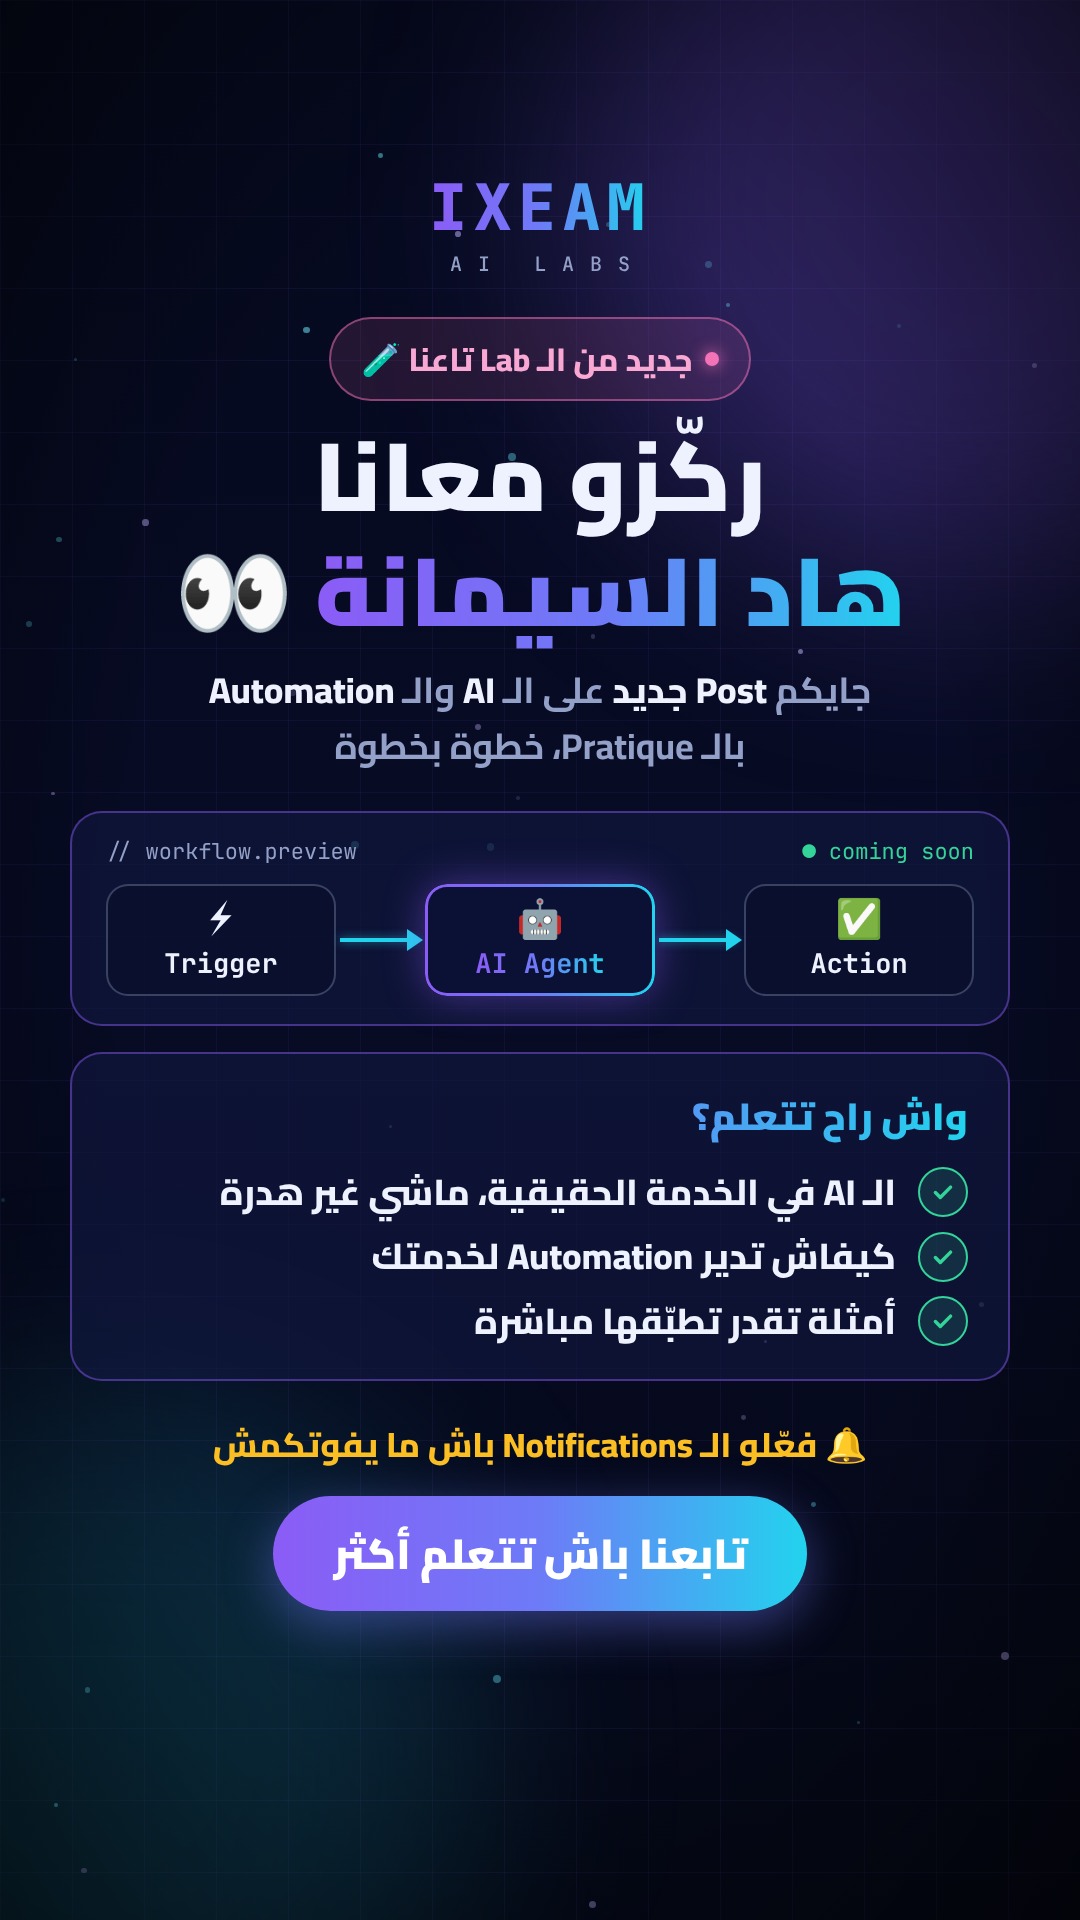 IXEAM
AI LABS
جديد من الـ Lab تاعنا 🧪
ركّزو معانا
هاد السيمانة 👀
جايكم Post جديد على الـ AI والـ Automation
بالـ Pratique، خطوة بخطوة
// workflow.preview
coming soon
⚡ Trigger
🤖 AI Agent
✅ Action
واش راح تتعلم؟
الـ AI في الخدمة الحقيقية، ماشي غير هدرة
كيفاش تدير Automation لخدمتك
أمثلة تقدر تطبّقها مباشرة
🔔 فعّلو الـ Notifications باش ما يفوتكمش
تابعنا باش تتعلم أكثر